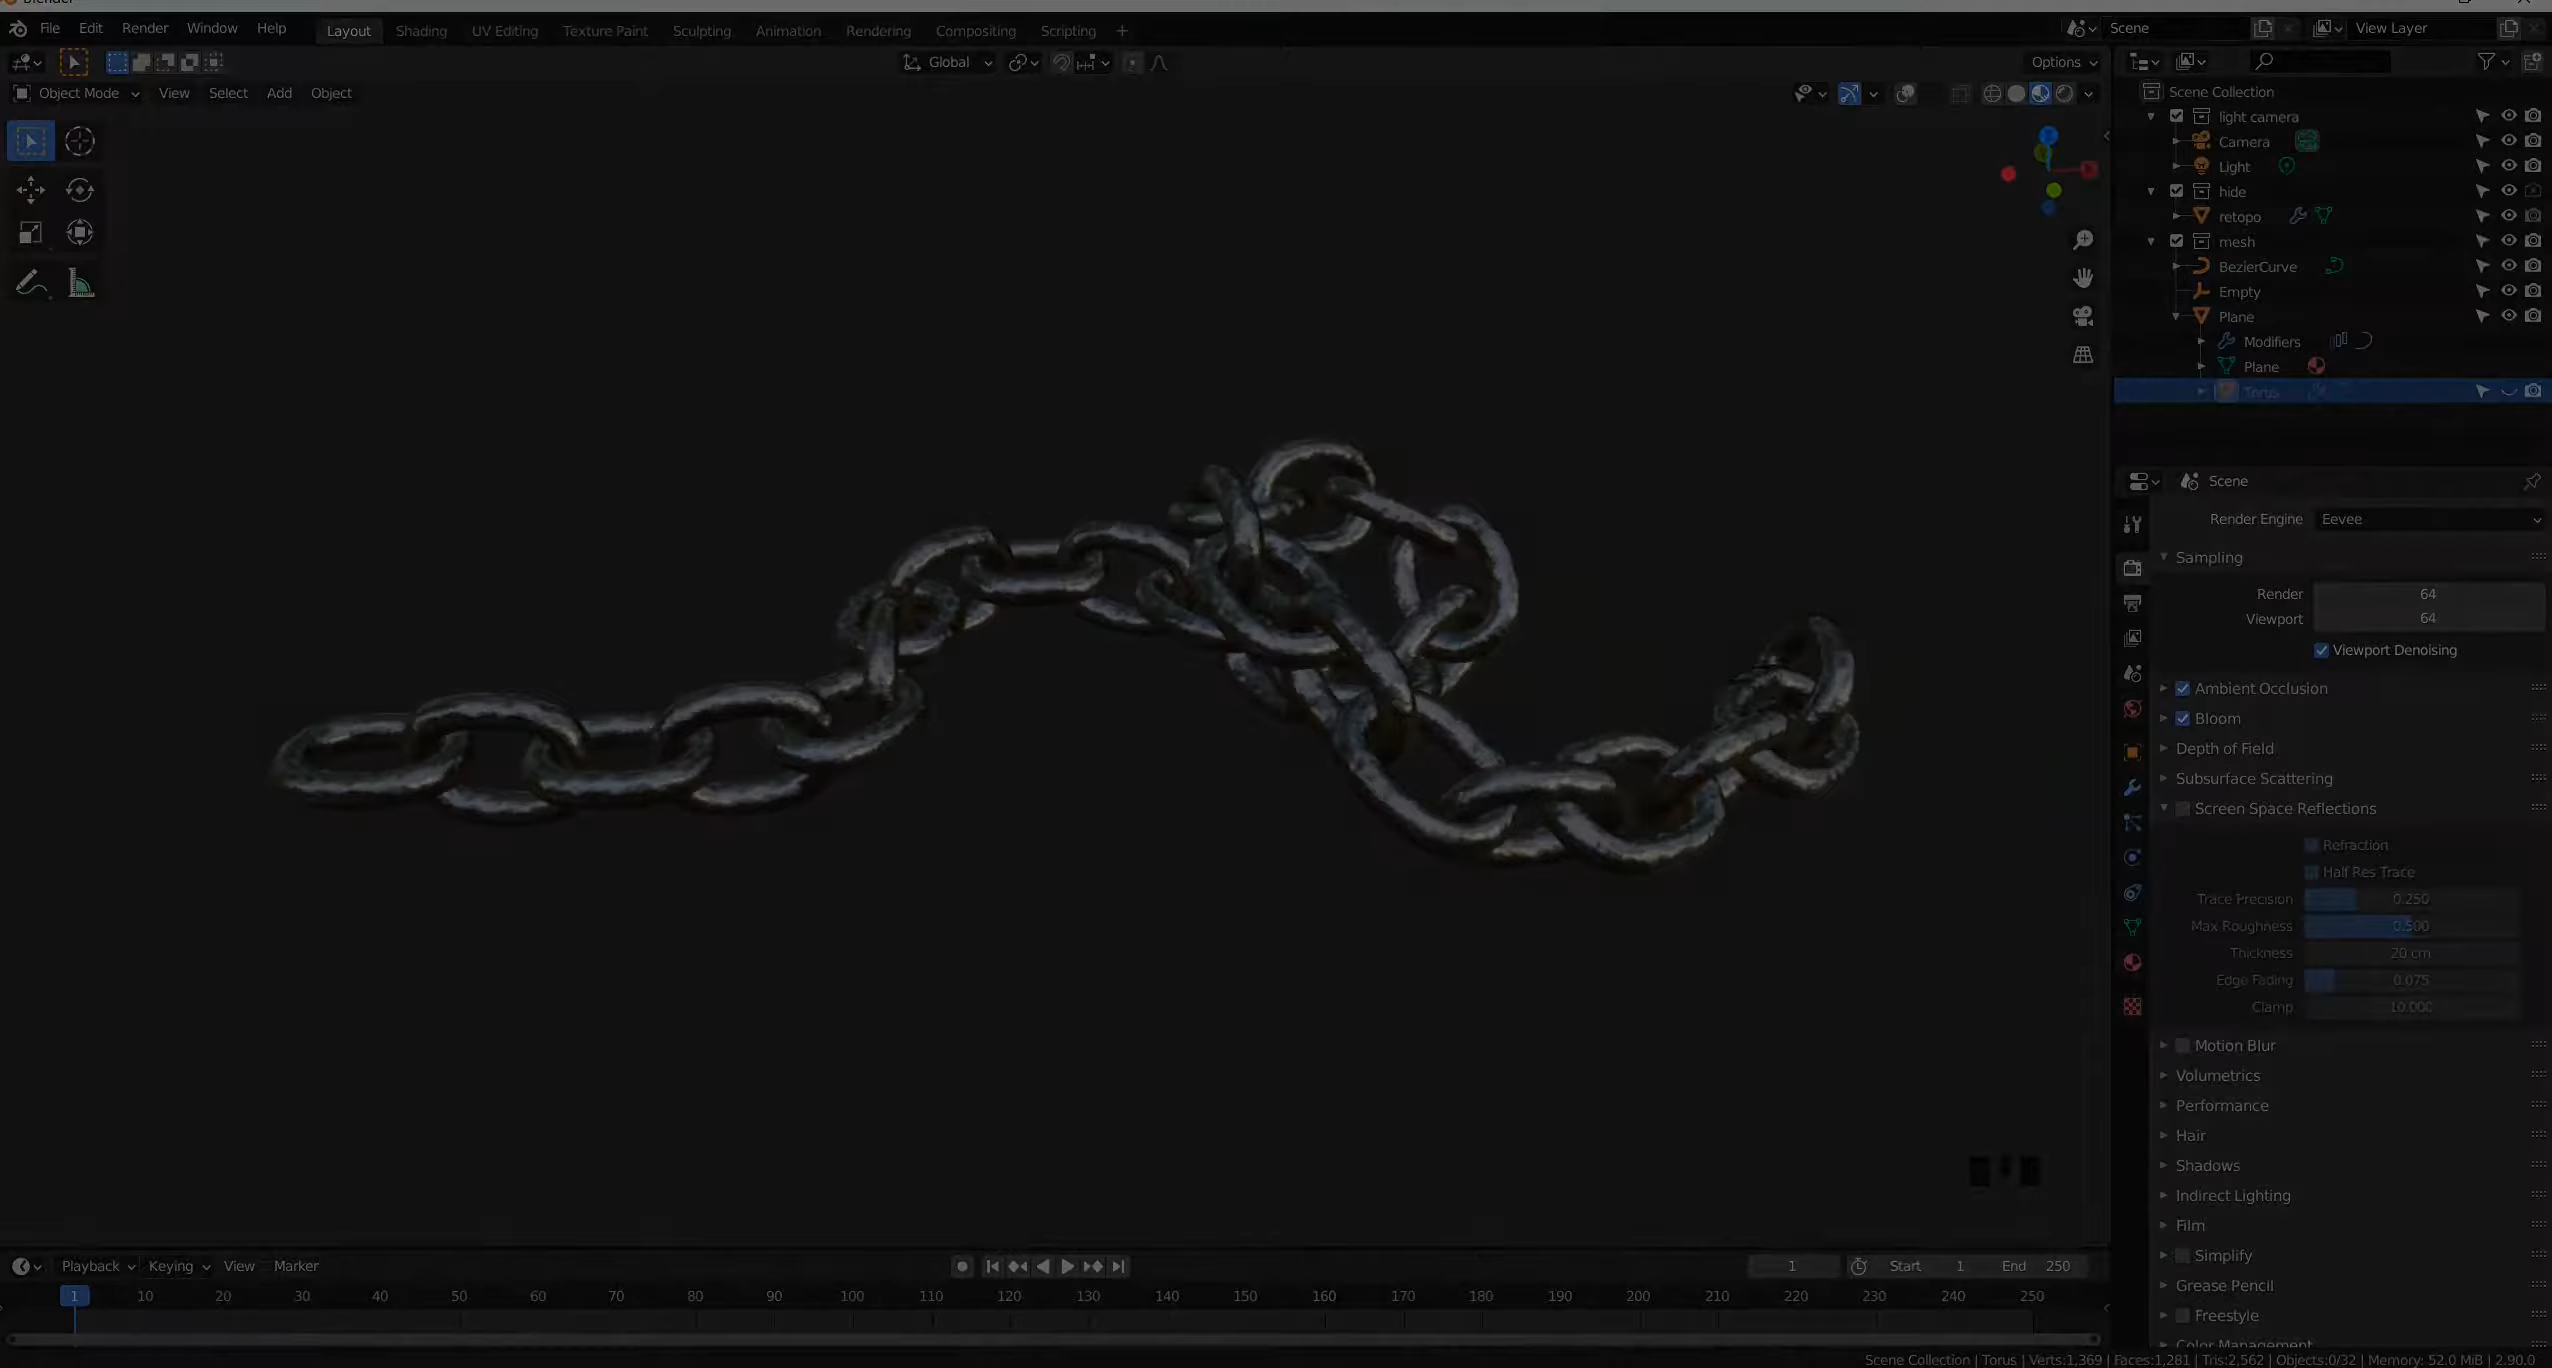 File Edit Render Window Help Layout Shading UV Editing Texture Paint Sculpting Animation Rendering Compositing Scripting + Scene View Layer
Global Options
Object Mode View Select Add Object
Scene Collection
light camera
Camera
Light
hide
retopo
mesh
BezierCurve
Empty
Plane
Modifiers
Plane
Torus
Scene
Render Engine Eevee
Sampling
Render 64
Viewport 64
Viewport Denoising
Ambient Occlusion
Bloom
Depth of Field
Subsurface Scattering
Screen Space Reflections
Refraction
Half Res Trace
Trace Precision 0.250
Max Roughness 0.500
Thickness 20 cm
Edge Fading 0.075
Clamp 10.000
Motion Blur
Volumetrics
Performance
Hair
Shadows
Indirect Lighting
Film
Simplify
Grease Pencil
Freestyle
Color Management
Playback Keying View Marker 1 Start 1 End 250
1 10 20 30 40 50 60 70 80 90 100 110 120 130 140 150 160 170 180 190 200 210 220 230 240 250
Scene Collection | Torus | Verts:1,369 | Faces:1,281 | Tris:2,562 | Objects:0/32 | Memory: 52.0 MiB | 2.90.0